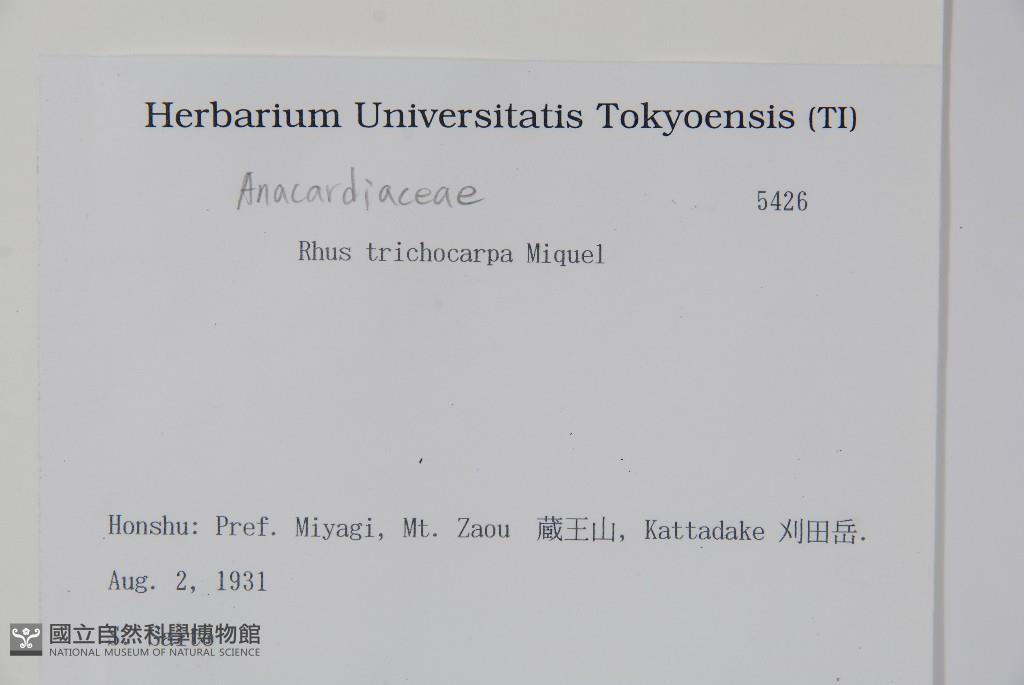 Herbarium Universitatis Tokyoensis (TI)
Anacardiaceae
5426
Rhus trichocarpa Miquel
Honshu: Pref. Miyagi, Mt. Zaou 蔵王山, Kattadake 刈田岳.
Aug. 2, 1931
國立自然科學博物館
NATIONAL MUSEUM OF NATURAL SCIENCE